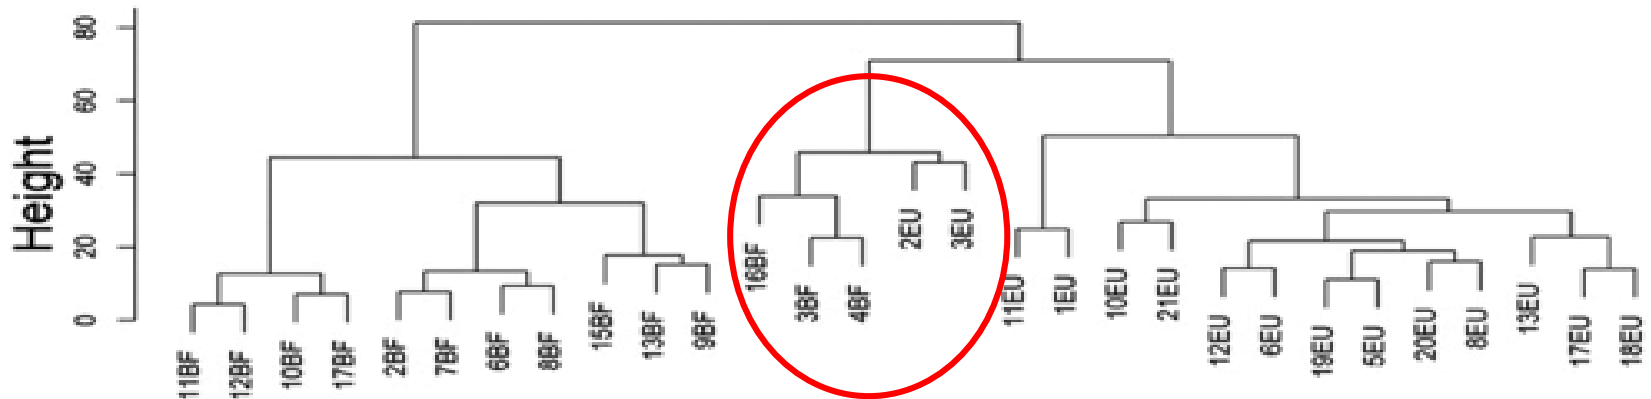 Height
80
60
40
20
0
11BF
12BF
10BF
17BF
2BF
7BF
6BF
8BF
15BF
13BF
9BF
16BF
3BF
4BF
2EU
3EU
11EU
1EU
10EU
21EU
12EU
6EU
19EU
5EU
20EU
8EU
13EU
17EU
18EU